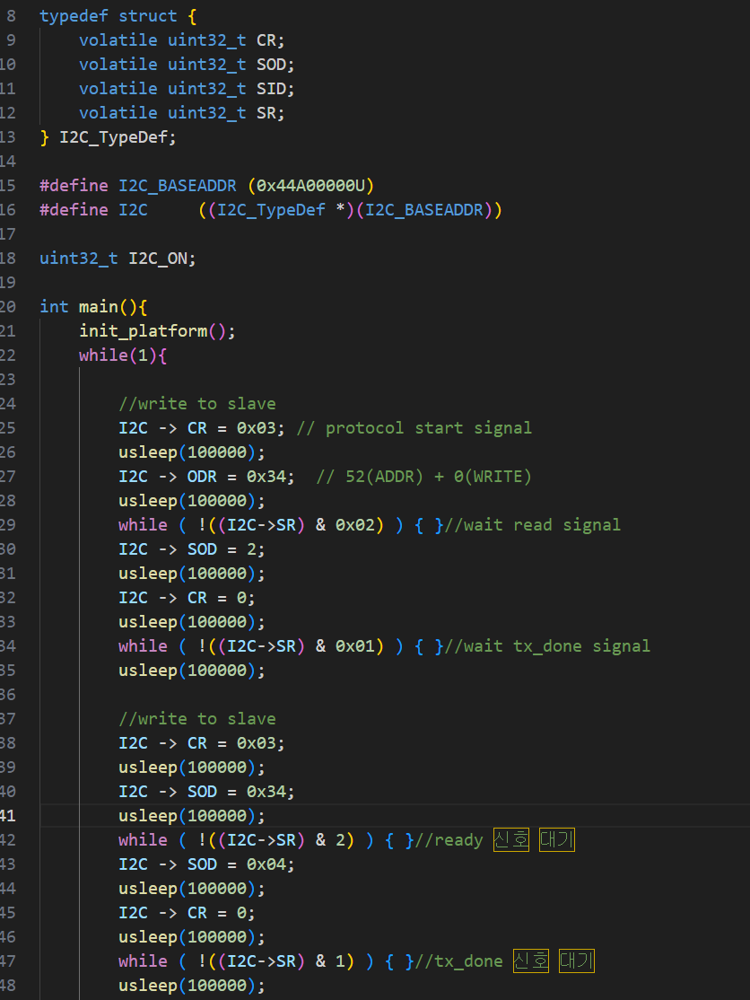 8 typedef struct {
9 volatile uint32_t CR;
10 volatile uint32_t SOD;
11 volatile uint32_t SID;
12 volatile uint32_t SR;
13 } I2C_TypeDef;
14
15 #define I2C_BASEADDR (0x44A00000U)
16 #define I2C ((I2C_TypeDef *)(I2C_BASEADDR))
17
18 uint32_t I2C_ON;
19
20 int main(){
21 init_platform();
22 while(1){
23
24 //write to slave
25 I2C -> CR = 0x03; // protocol start signal
26 usleep(100000);
27 I2C -> ODR = 0x34; // 52(ADDR) + 0(WRITE)
28 usleep(100000);
29 while ( !((I2C->SR) & 0x02) ) { }//wait read signal
30 I2C -> SOD = 2;
31 usleep(100000);
32 I2C -> CR = 0;
33 usleep(100000);
34 while ( !((I2C->SR) & 0x01) ) { }//wait tx_done signal
35 usleep(100000);
36
37 //write to slave
38 I2C -> CR = 0x03;
39 usleep(100000);
40 I2C -> SOD = 0x34;
41 usleep(100000);
42 while ( !((I2C->SR) & 2) ) { }//ready 신호 대기
43 I2C -> SOD = 0x04;
44 usleep(100000);
45 I2C -> CR = 0;
46 usleep(100000);
47 while ( !((I2C->SR) & 1) ) { }//tx_done 신호 대기
48 usleep(100000);